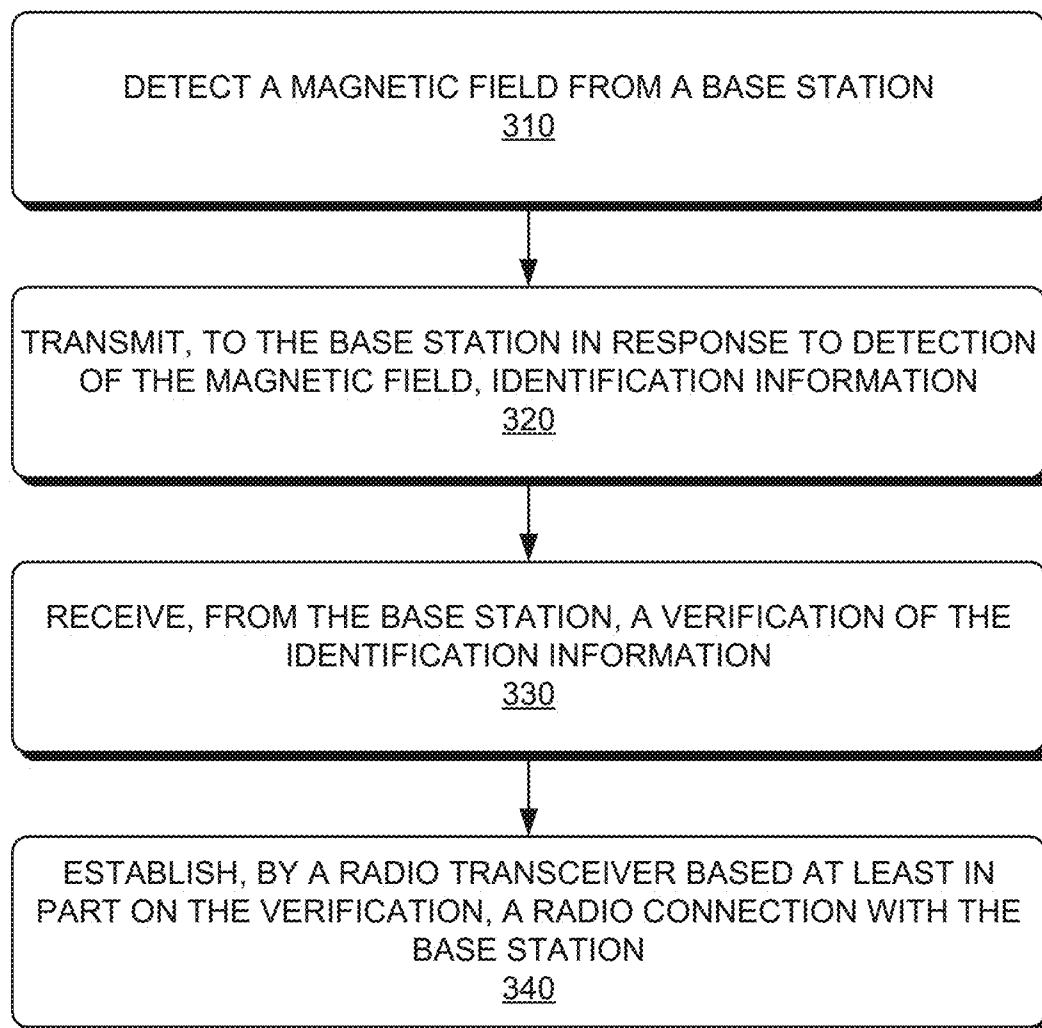 DETECT A MAGNETIC FIELD FROM A BASE STATION
310
TRANSMIT, TO THE BASE STATION IN RESPONSE TO DETECTION
OF THE MAGNETIC FIELD, IDENTIFICATION INFORMATION
320
RECEIVE, FROM THE BASE STATION, A VERIFICATION OF THE
IDENTIFICATION INFORMATION
330
ESTABLISH, BY A RADIO TRANSCEIVER BASED AT LEAST IN
PART ON THE VERIFICATION, A RADIO CONNECTION WITH THE
BASE STATION
340